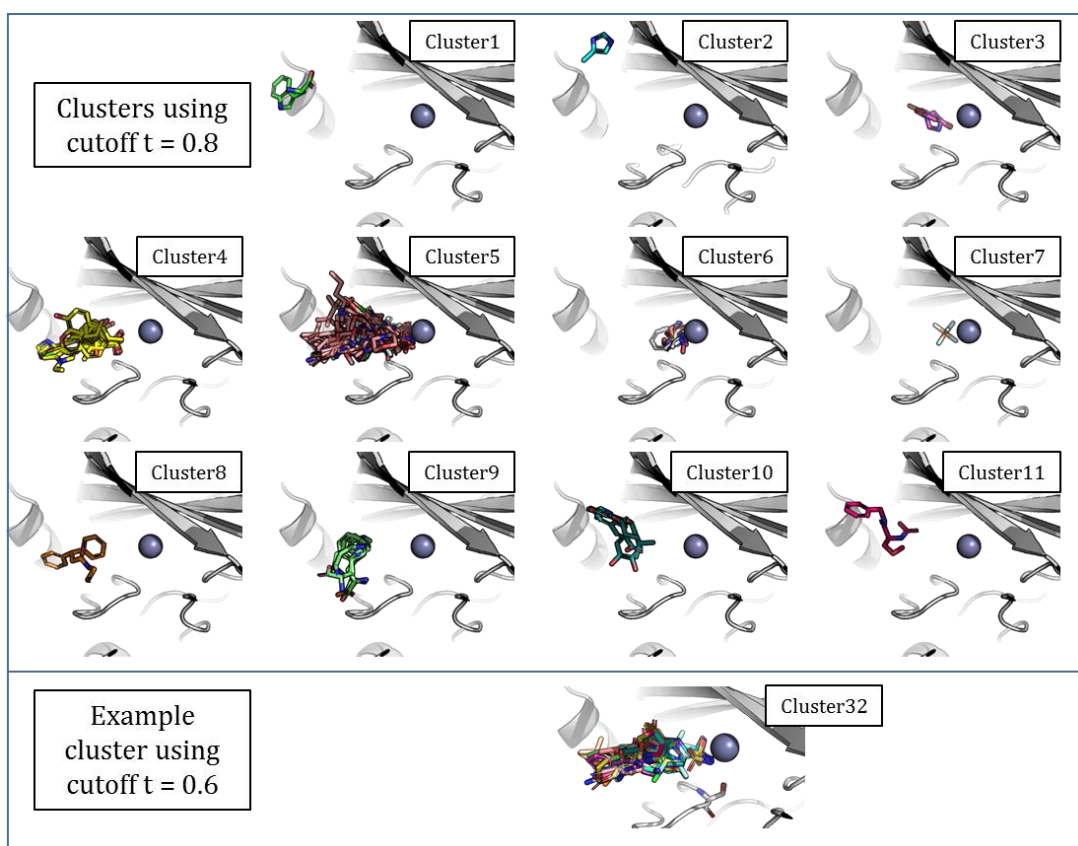 Clusters using
cutoff t = 0.8
Cluster1
Cluster2
Cluster3
Cluster4
Cluster5
Cluster6
Cluster7
Cluster8
Cluster9
Cluster10
Cluster11
Example
cluster using
cutoff t = 0.6
Cluster32